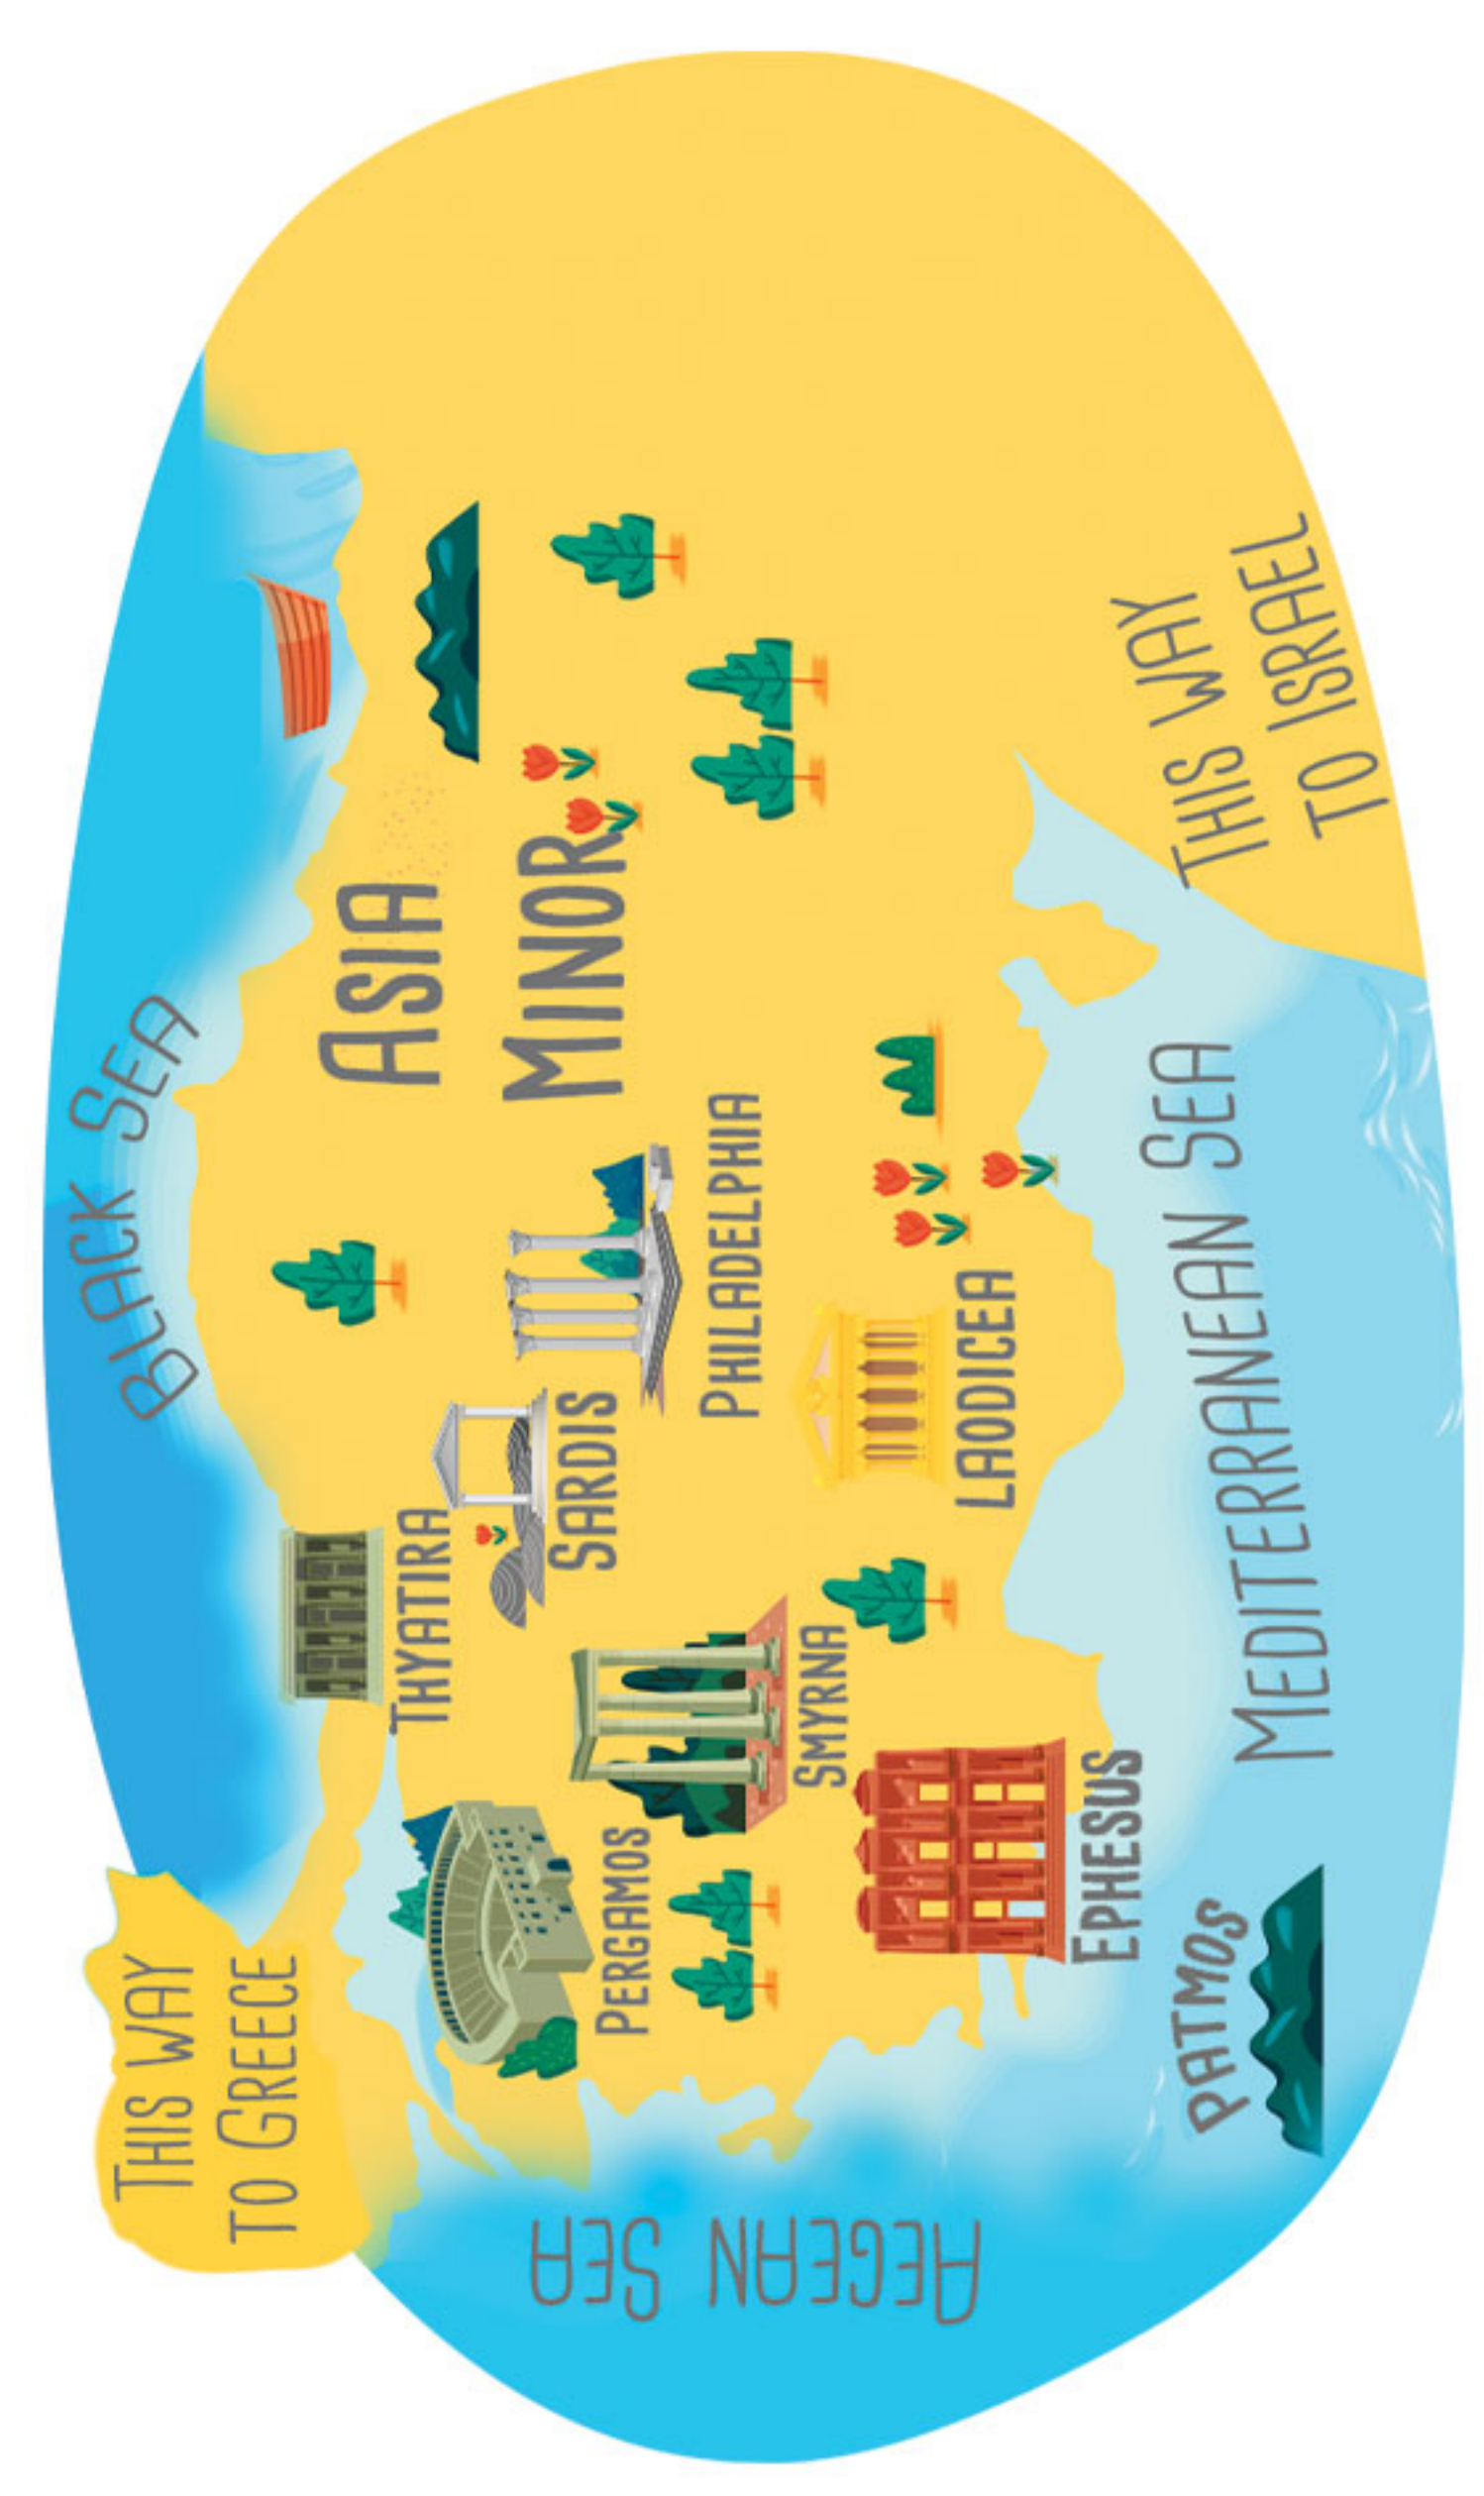 BLACK SEA
THIS WAY
TO GREECE
ASIA
MINOR
THYATIRA
SARDIS
PERGAMOS
PHILADELPHIA
SMYRNA
LAODICEA
EPHESUS
AEGEAN SEA
PATMOS
MEDITERRANEAN SEA
THIS WAY
TO ISRAEL